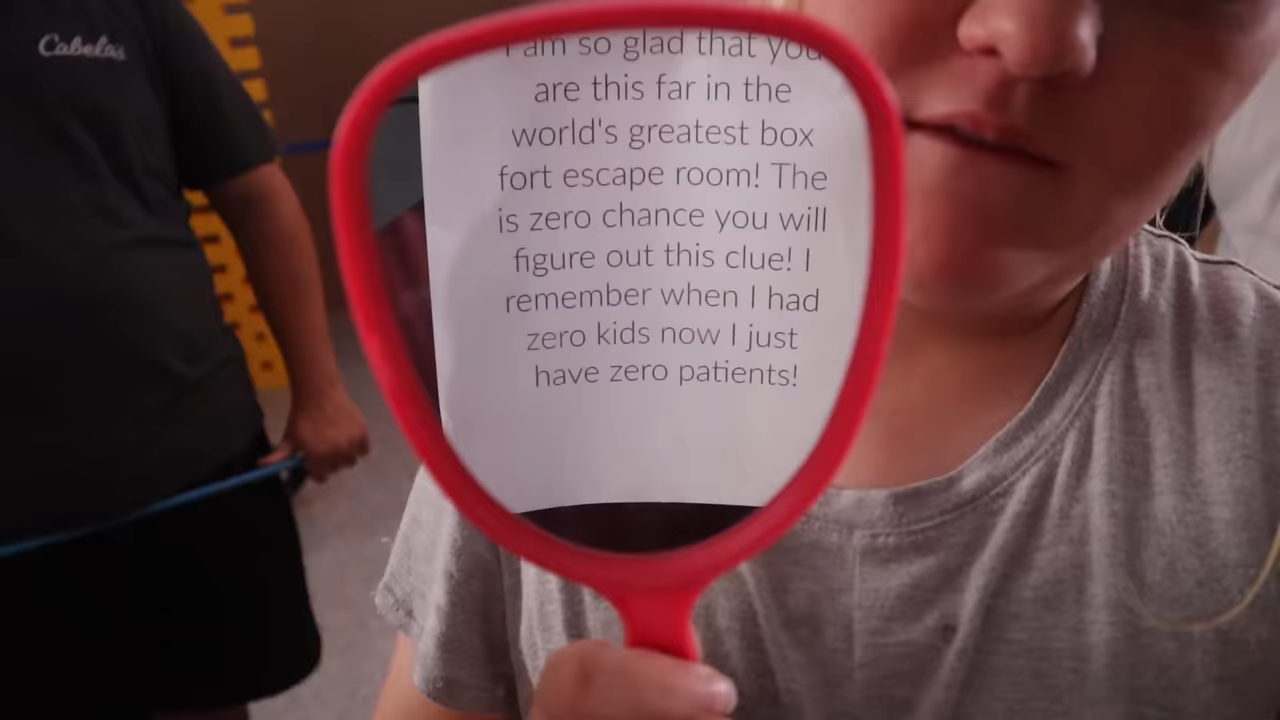 Cabela's
I am so glad that you
are this far in the
world's greatest box
fort escape room! The
is zero chance you will
figure out this clue! I
remember when I had
zero kids now I just
have zero patients!